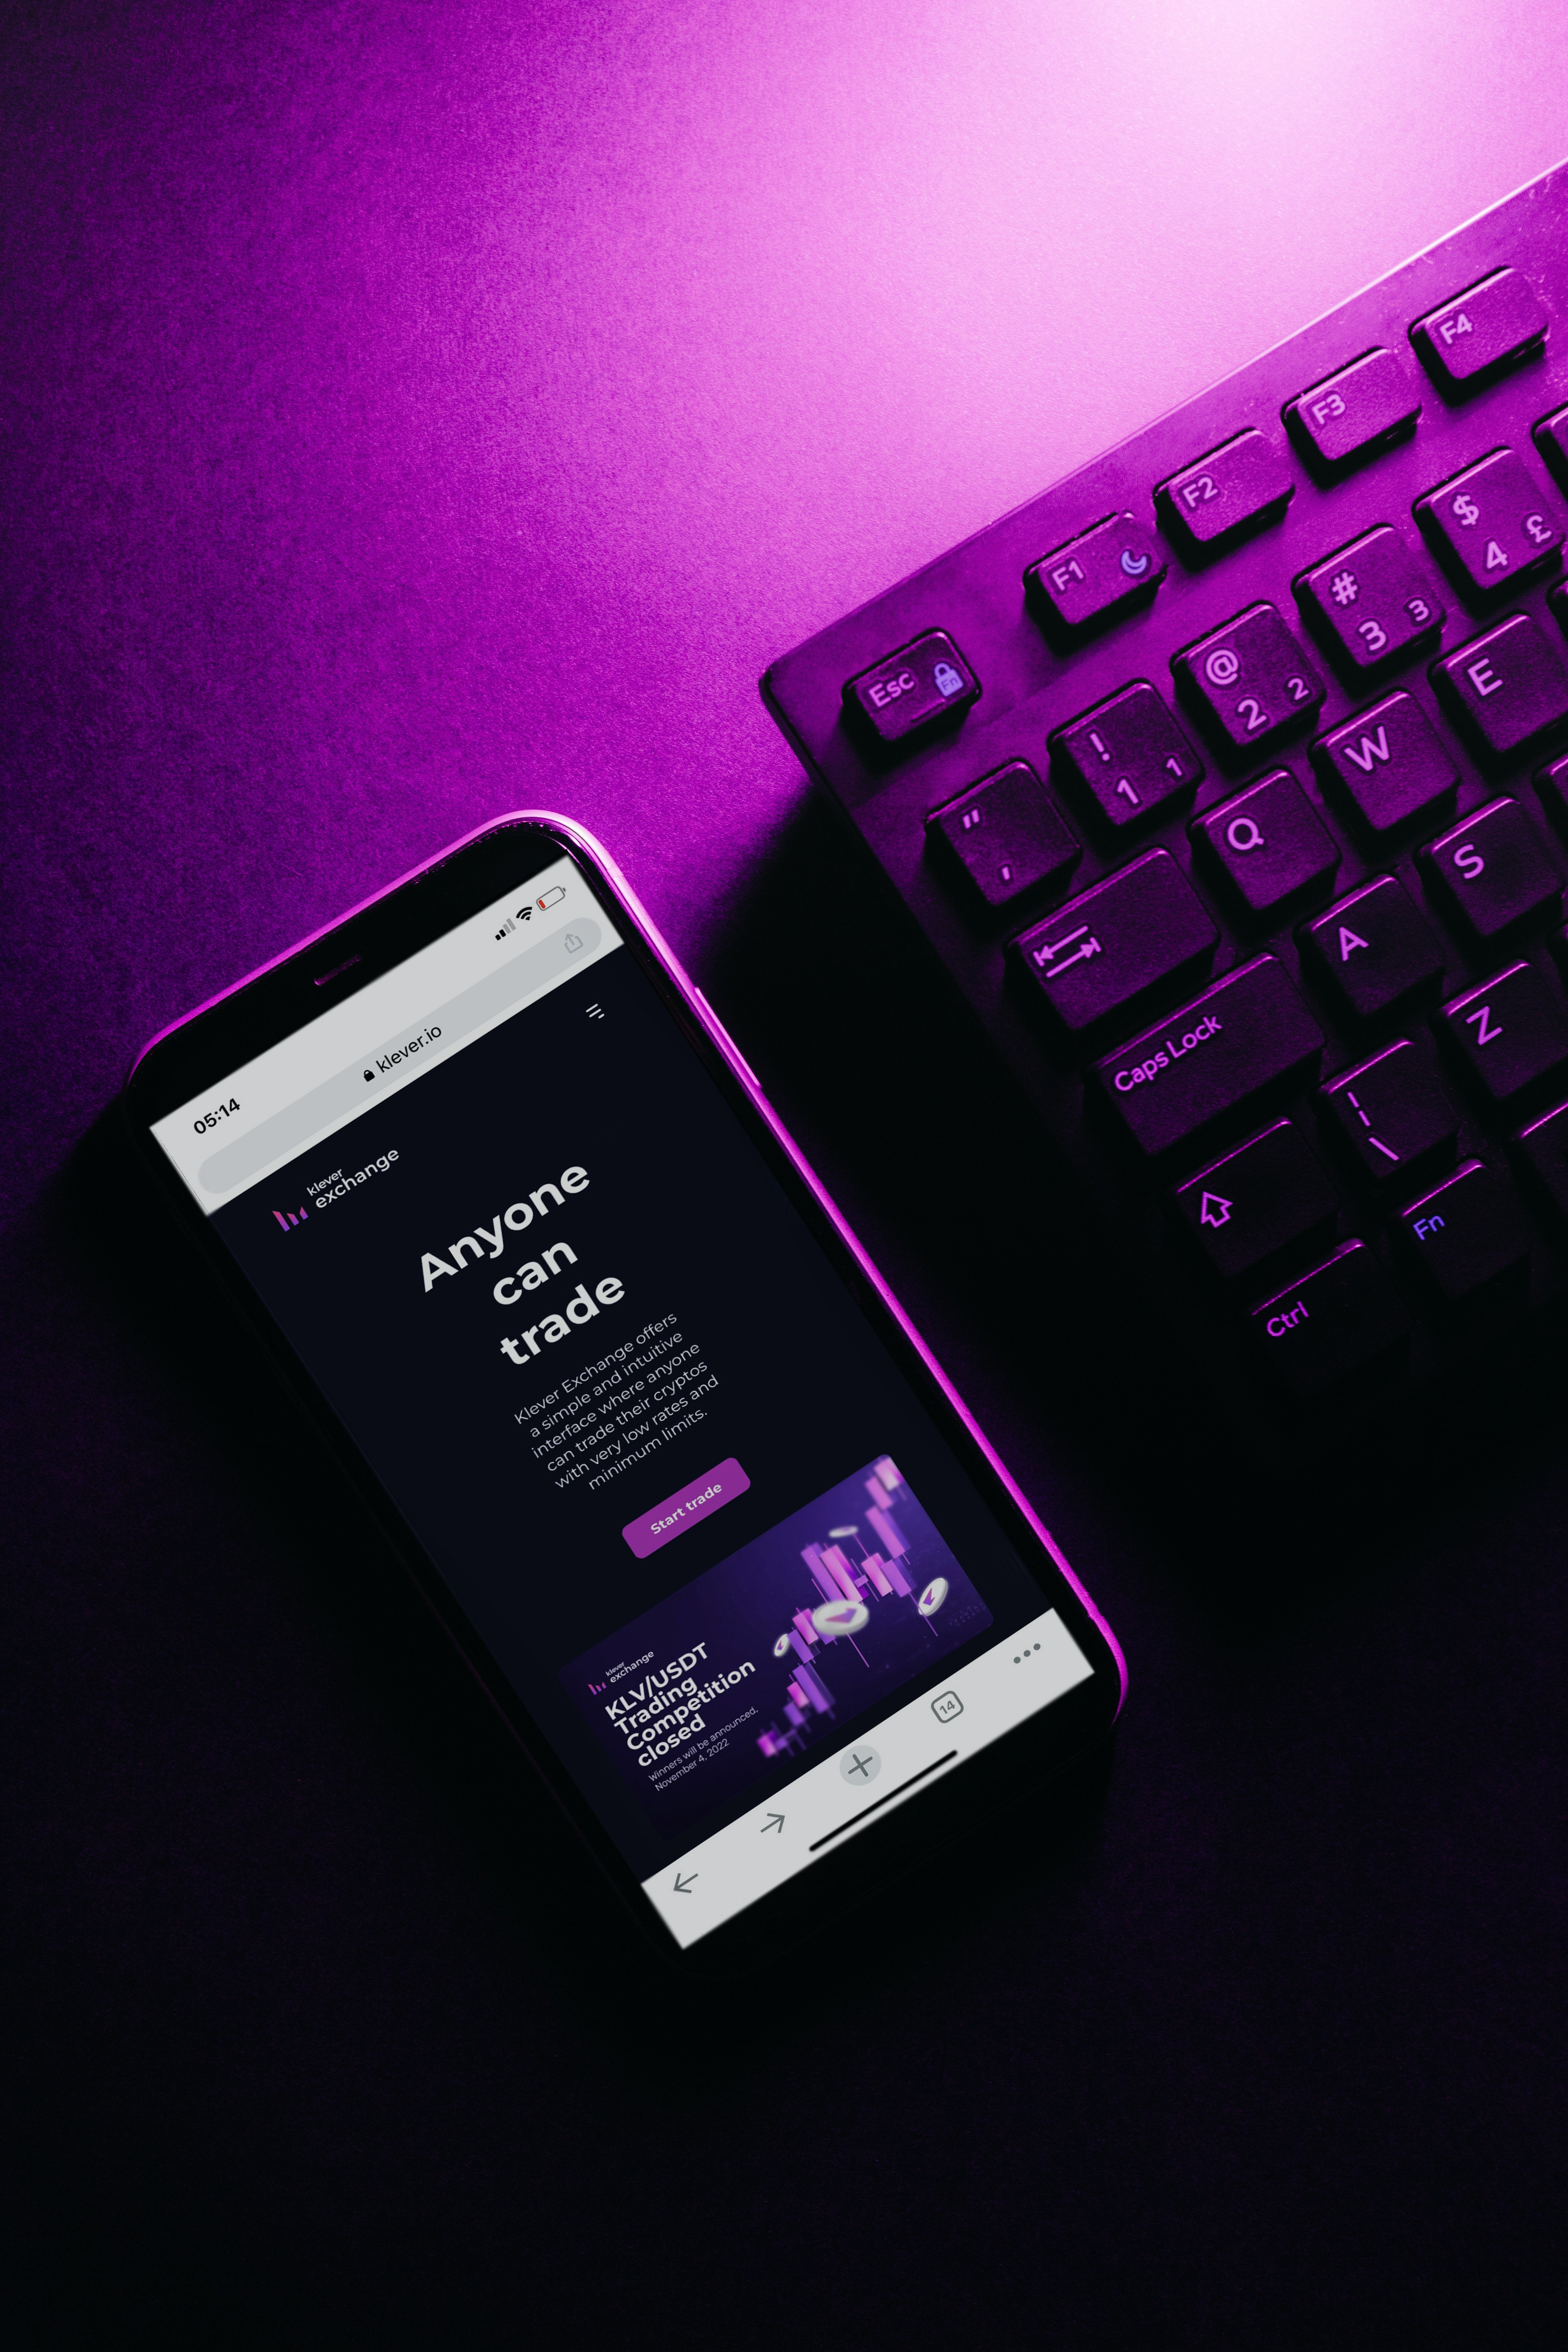 05:14
klever.io
klever
exchange
Anyone
can
trade
Klever Exchange offers
a simple and intuitive
interface where anyone
can trade their cryptos
with very low rates and
minimum limits.
Start trade
klever
exchange
KLV/USDT
Trading
Competition
closed
Winners will be announced,
November 4, 2022
14
F4
F3
F2
F1
Esc
Fn
$
4 £
#
3 3
@
2 2
!
1 1
"
'
E
W
Q
S
A
Caps Lock
Z
|
\
Fn
Ctrl